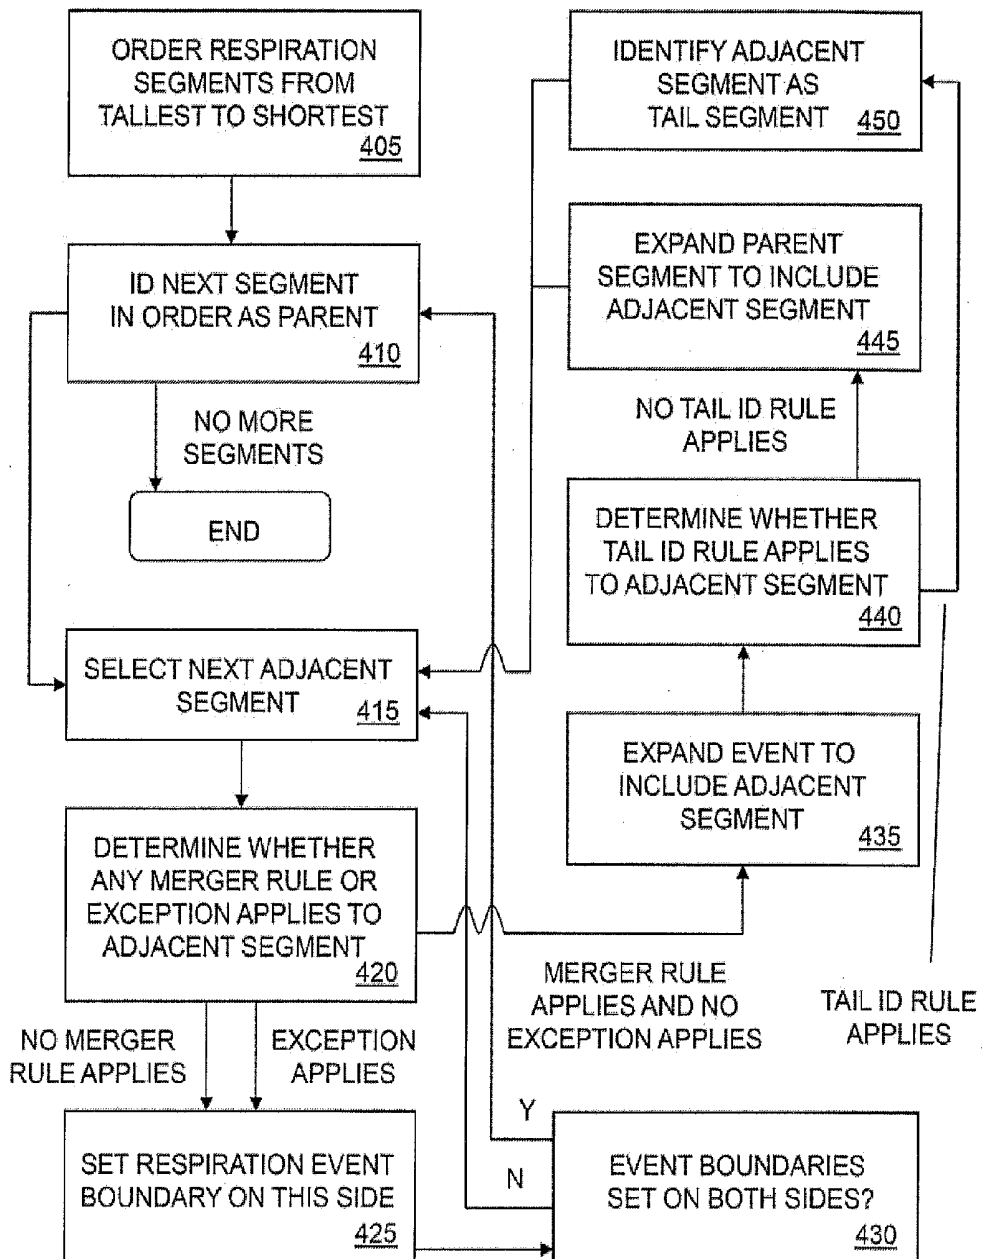 ORDER RESPIRATION
SEGMENTS FROM
TALLEST TO SHORTEST
405
ID NEXT SEGMENT
IN ORDER AS PARENT
410
NO MORE
SEGMENTS
END
SELECT NEXT ADJACENT
SEGMENT
415
DETERMINE WHETHER
ANY MERGER RULE OR
EXCEPTION APPLIES TO
ADJACENT SEGMENT
420
NO MERGER
RULE APPLIES
EXCEPTION
APPLIES
SET RESPIRATION EVENT
BOUNDARY ON THIS SIDE
425
EVENT BOUNDARIES
SET ON BOTH SIDES?
430
Y
N
MERGER RULE
APPLIES AND NO
EXCEPTION APPLIES
EXPAND EVENT TO
INCLUDE ADJACENT
SEGMENT
435
DETERMINE WHETHER
TAIL ID RULE APPLIES
TO ADJACENT SEGMENT
440
NO TAIL ID RULE
APPLIES
EXPAND PARENT
SEGMENT TO INCLUDE
ADJACENT SEGMENT
445
TAIL ID RULE
APPLIES
IDENTIFY ADJACENT
SEGMENT AS
TAIL SEGMENT
450